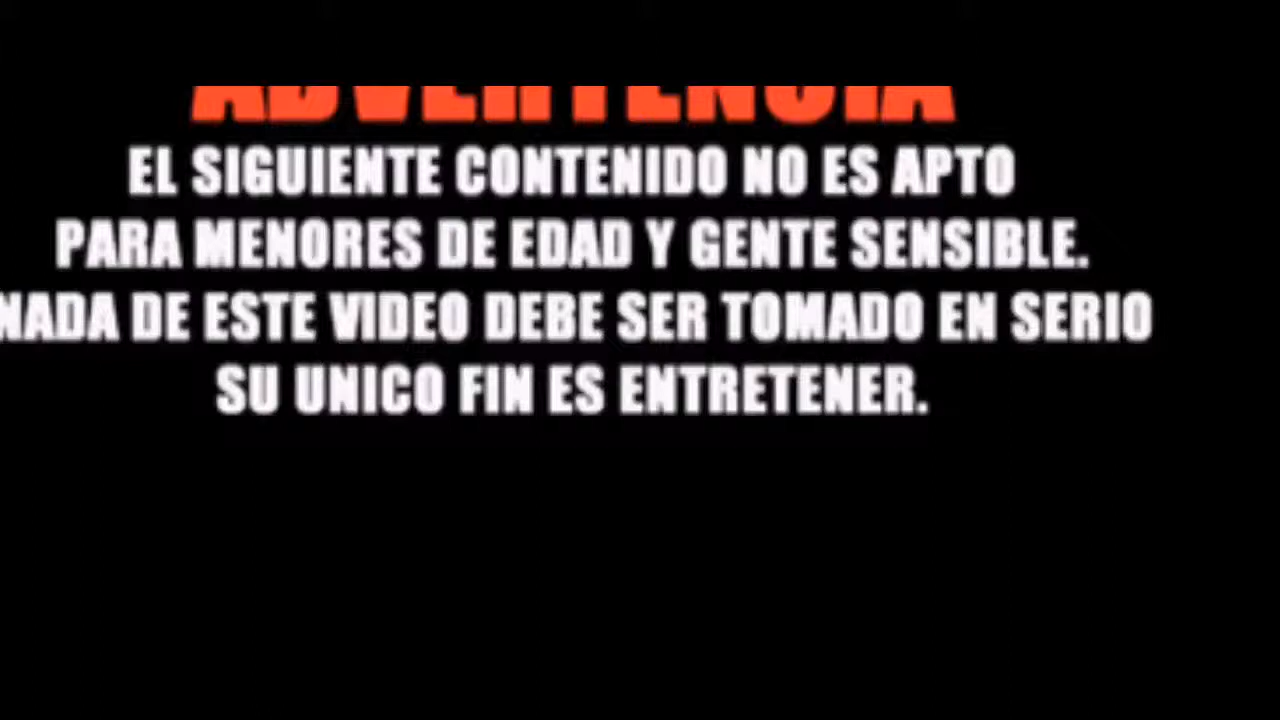 ADVERTENCIA
EL SIGUIENTE CONTENIDO NO ES APTO
PARA MENORES DE EDAD Y GENTE SENSIBLE.
NADA DE ESTE VIDEO DEBE SER TOMADO EN SERIO
SU UNICO FIN ES ENTRETENER.